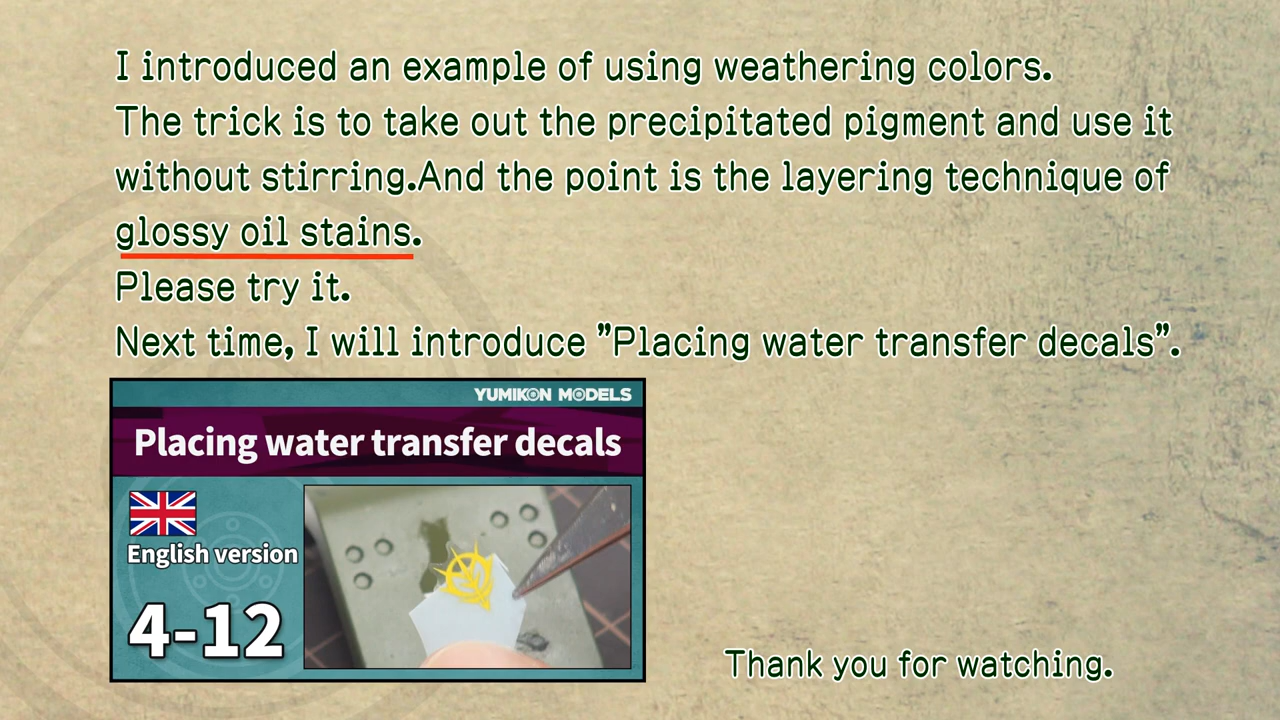 I introduced an example of using weathering colors.
The trick is to take out the precipitated pigment and use it
without stirring.And the point is the layering technique of
glossy oil stains.
Please try it.
Next time, I will introduce ”Placing water transfer decals”.
YUMIKON MODELS
Placing water transfer decals
English version
4-12
Thank you for watching.